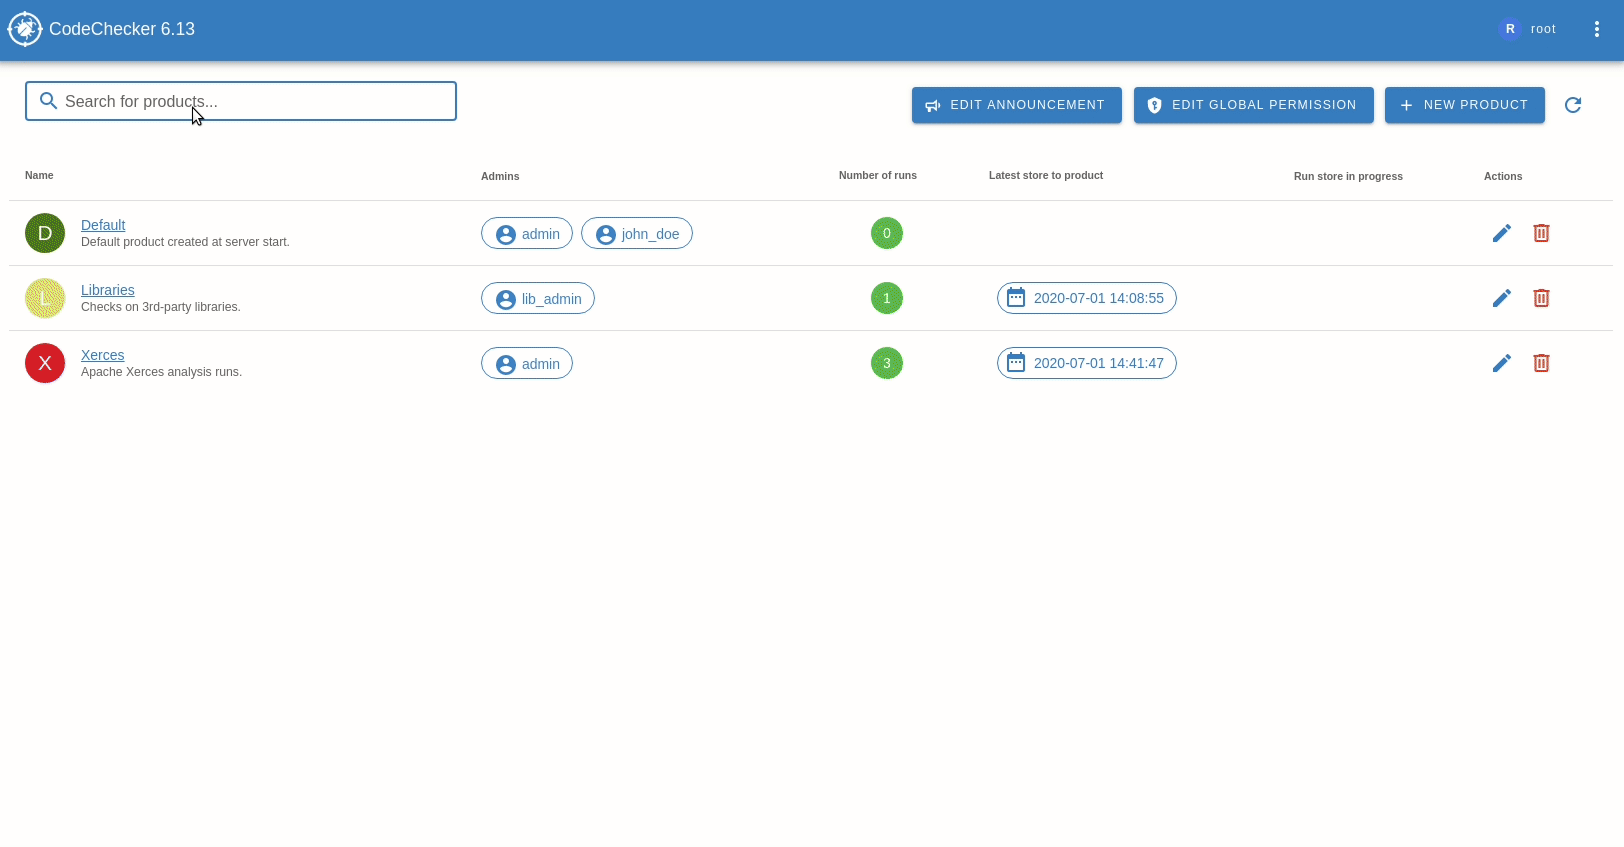 CodeChecker 6.13
R root
Search for products...
EDIT ANNOUNCEMENT
EDIT GLOBAL PERMISSION
NEW PRODUCT
Name Admins Number of runs Latest store to product Run store in progress Actions
D Default admin john_doe 0
Default product created at server start.
L Libraries lib_admin 1 2020-07-01 14:08:55
Checks on 3rd-party libraries.
X Xerces admin 3 2020-07-01 14:41:47
Apache Xerces analysis runs.